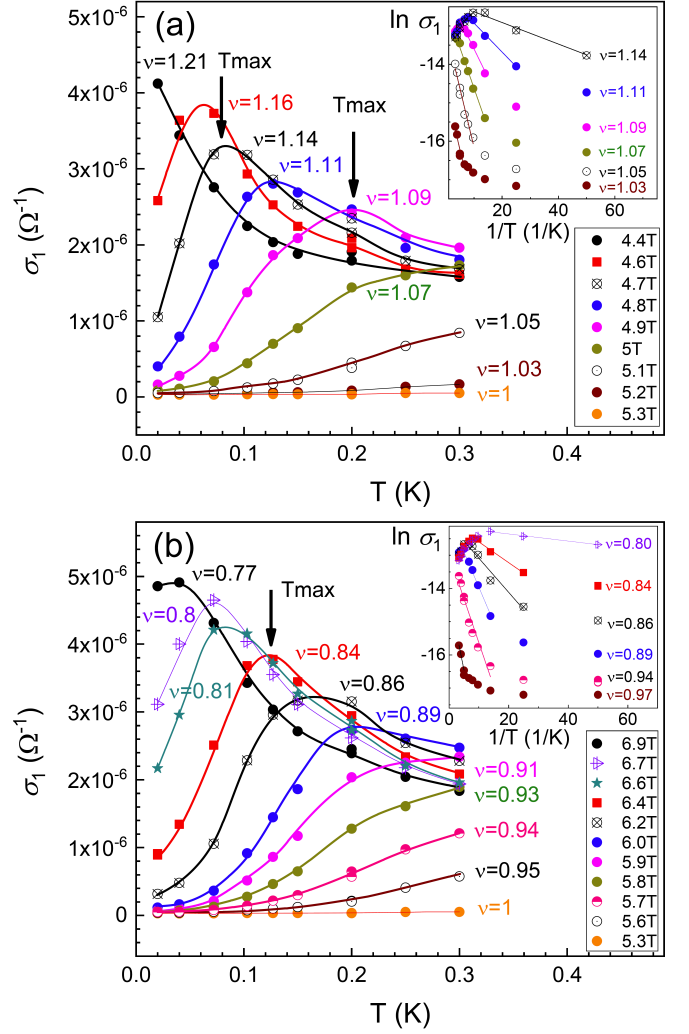 (a)
ν=1.21
Tmax
ν=1.16
Tmax
ν=1.14
ν=1.11
ν=1.09
ν=1.07
ν=1.05
ν=1.03
ν=1
5x10⁻⁶
4x10⁻⁶
3x10⁻⁶
2x10⁻⁶
1x10⁻⁶
0
σ₁ (Ω⁻¹)
0.0 0.1 0.2 0.3 0.4
T (K)
ln σ₁
-14
-16
0 20 40 60
1/T (1/K)
ν=1.14
ν=1.11
ν=1.09
ν=1.07
ν=1.05
ν=1.03
4.4T
4.6T
4.7T
4.8T
4.9T
5T
5.1T
5.2T
5.3T
(b)
ν=0.77
ν=0.8
Tmax
ν=0.84
ν=0.81
ν=0.86
ν=0.89
ν=0.91
ν=0.93
ν=0.94
ν=0.95
ν=1
5x10⁻⁶
4x10⁻⁶
3x10⁻⁶
2x10⁻⁶
1x10⁻⁶
0
σ₁ (Ω⁻¹)
0.0 0.1 0.2 0.3 0.4
T (K)
ln σ₁
-14
-16
0 20 40 60
1/T (1/K)
ν=0.80
ν=0.84
ν=0.86
ν=0.89
ν=0.94
ν=0.97
6.9T
6.7T
6.6T
6.4T
6.2T
6.0T
5.9T
5.8T
5.7T
5.6T
5.3T